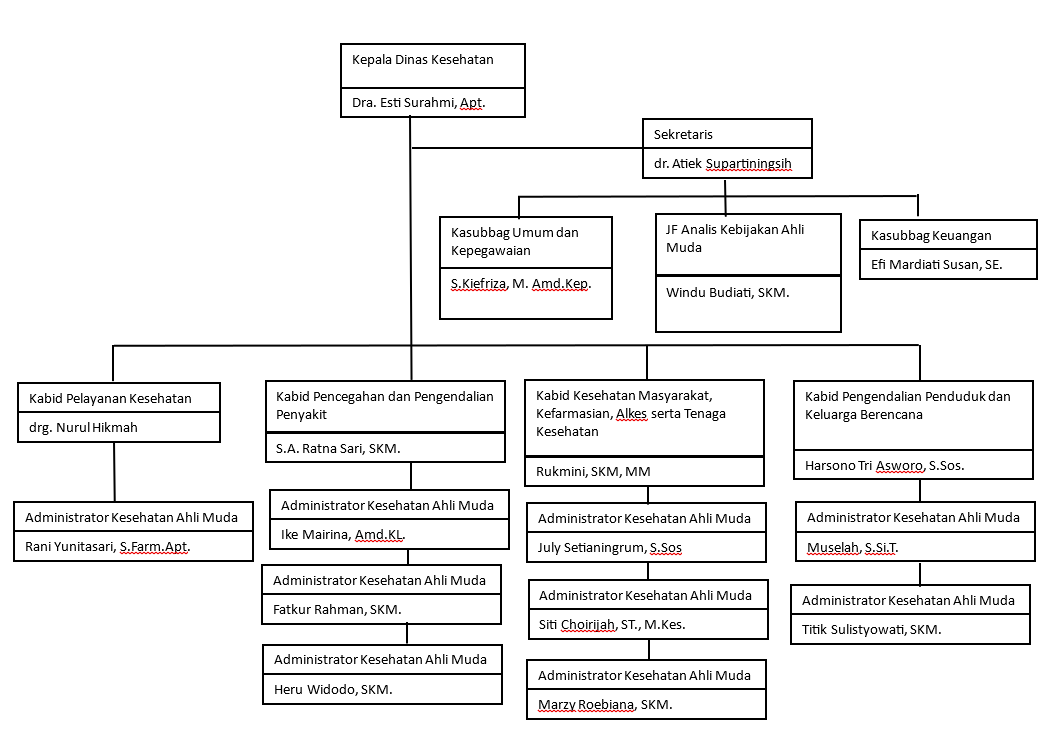 Kepala Dinas Kesehatan
Dra. Esti Surahmi, Apt.
Sekretaris
dr. Atiek Supartiningsih
Kasubbag Umum dan
Kepegawaian
S.Kiefriza, M. Amd.Kep.
JF Analis Kebijakan Ahli
Muda
Windu Budiati, SKM.
Kasubbag Keuangan
Efi Mardiati Susan, SE.
Kabid Pelayanan Kesehatan
drg. Nurul Hikmah
Administrator Kesehatan Ahli Muda
Rani Yunitasari, S.Farm.Apt.
Kabid Pencegahan dan Pengendalian
Penyakit
S.A. Ratna Sari, SKM.
Administrator Kesehatan Ahli Muda
Ike Mairina, Amd.KL.
Administrator Kesehatan Ahli Muda
Fatkur Rahman, SKM.
Administrator Kesehatan Ahli Muda
Heru Widodo, SKM.
Kabid Kesehatan Masyarakat,
Kefarmasian, Alkes serta Tenaga
Kesehatan
Rukmini, SKM, MM
Administrator Kesehatan Ahli Muda
July Setianingrum, S.Sos
Administrator Kesehatan Ahli Muda
Siti Choirijah, ST., M.Kes.
Administrator Kesehatan Ahli Muda
Marzy Roebiana, SKM.
Kabid Pengendalian Penduduk dan
Keluarga Berencana
Harsono Tri Asworo, S.Sos.
Administrator Kesehatan Ahli Muda
Muselah, S.Si.T.
Administrator Kesehatan Ahli Muda
Titik Sulistyowati, SKM.